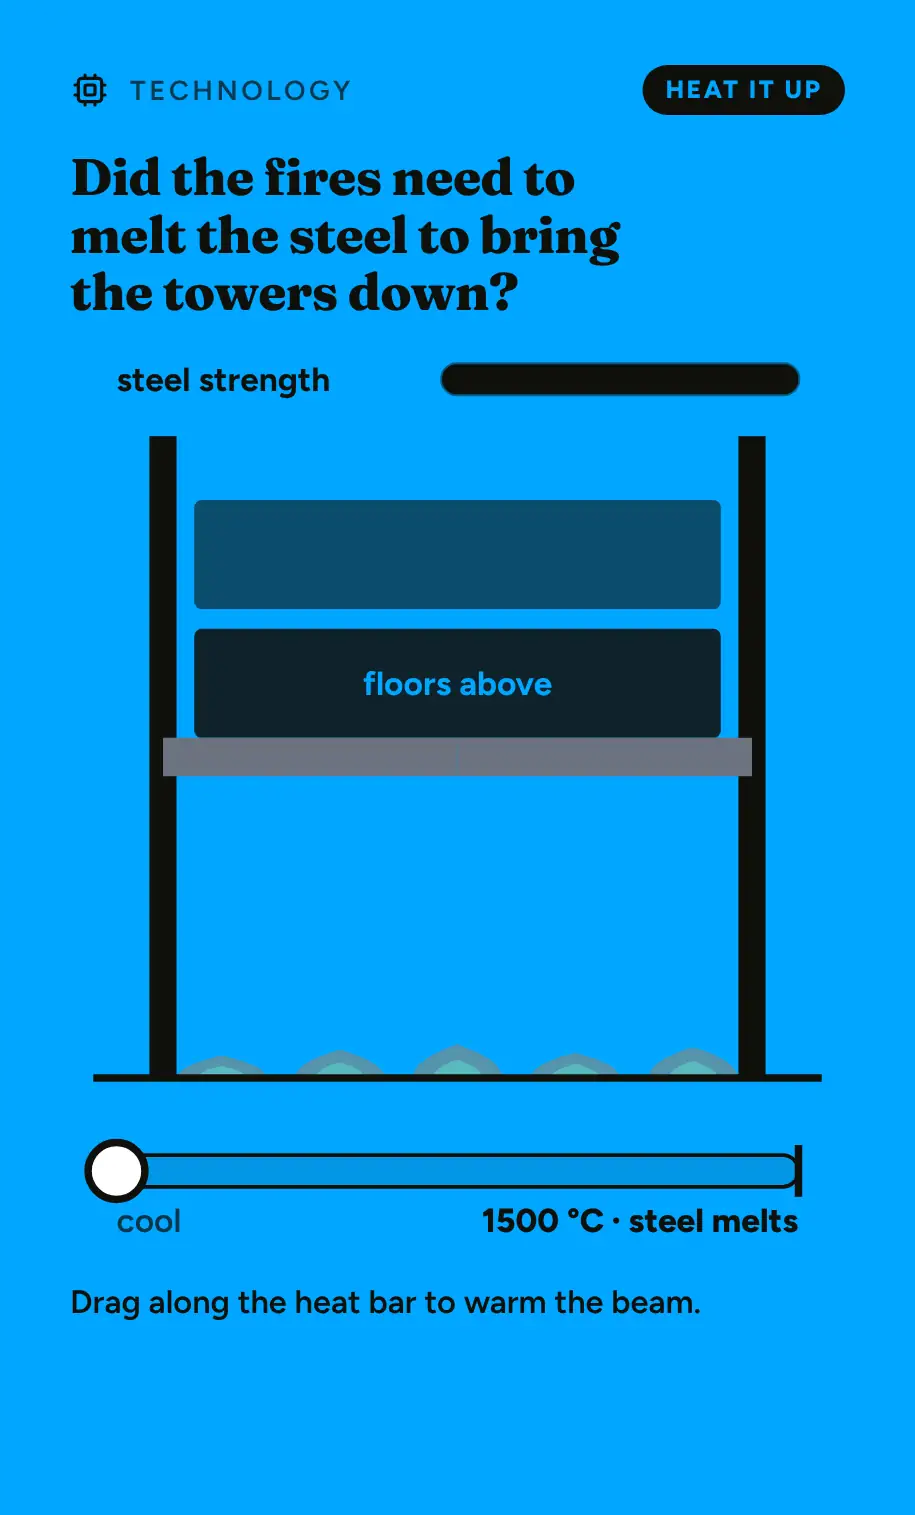 TECHNOLOGY
HEAT IT UP
Did the fires need to
melt the steel to bring
the towers down?
steel strength
floors above
cool
1500 °C · steel melts
Drag along the heat bar to warm the beam.